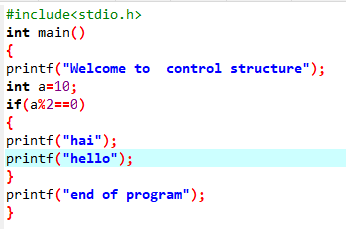 #include<stdio.h>
int main()
{
printf("Welcome to  control structure");
int a=10;
if(a%2==0)
{
printf("hai");
printf("hello");
}
printf("end of program");
}